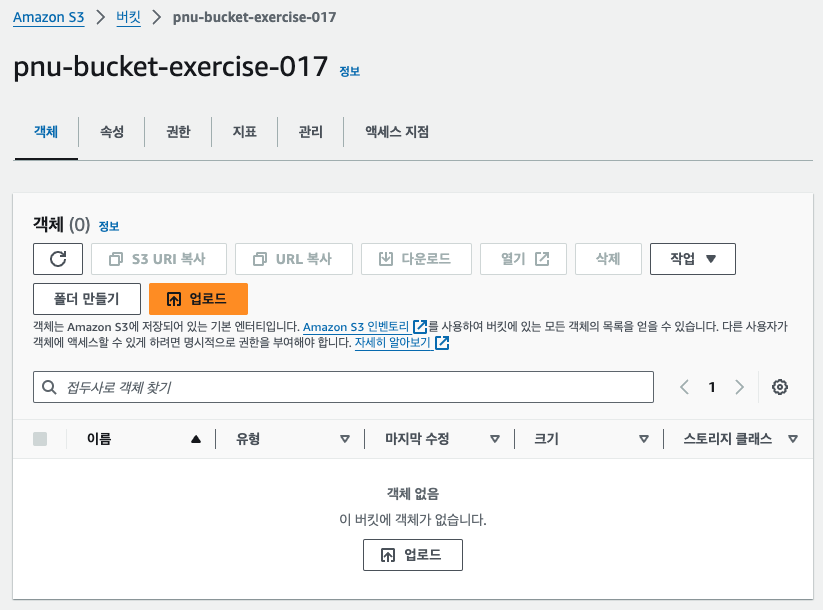 Amazon S3 > 버킷 > pnu-bucket-exercise-017
pnu-bucket-exercise-017 정보
객체 속성 권한 지표 관리 액세스 지점
객체 (0) 정보
S3 URI 복사 URL 복사 다운로드 열기 삭제 작업
폴더 만들기 업로드
객체는 Amazon S3에 저장되어 있는 기본 엔터티입니다. Amazon S3 인벤토리를 사용하여 버킷에 있는 모든 객체의 목록을 얻을 수 있습니다. 다른 사용자가
객체에 액세스할 수 있게 하려면 명시적으로 권한을 부여해야 합니다. 자세히 알아보기
접두사로 객체 찾기 1
이름 유형 마지막 수정 크기 스토리지 클래스
객체 없음
이 버킷에 객체가 없습니다.
업로드